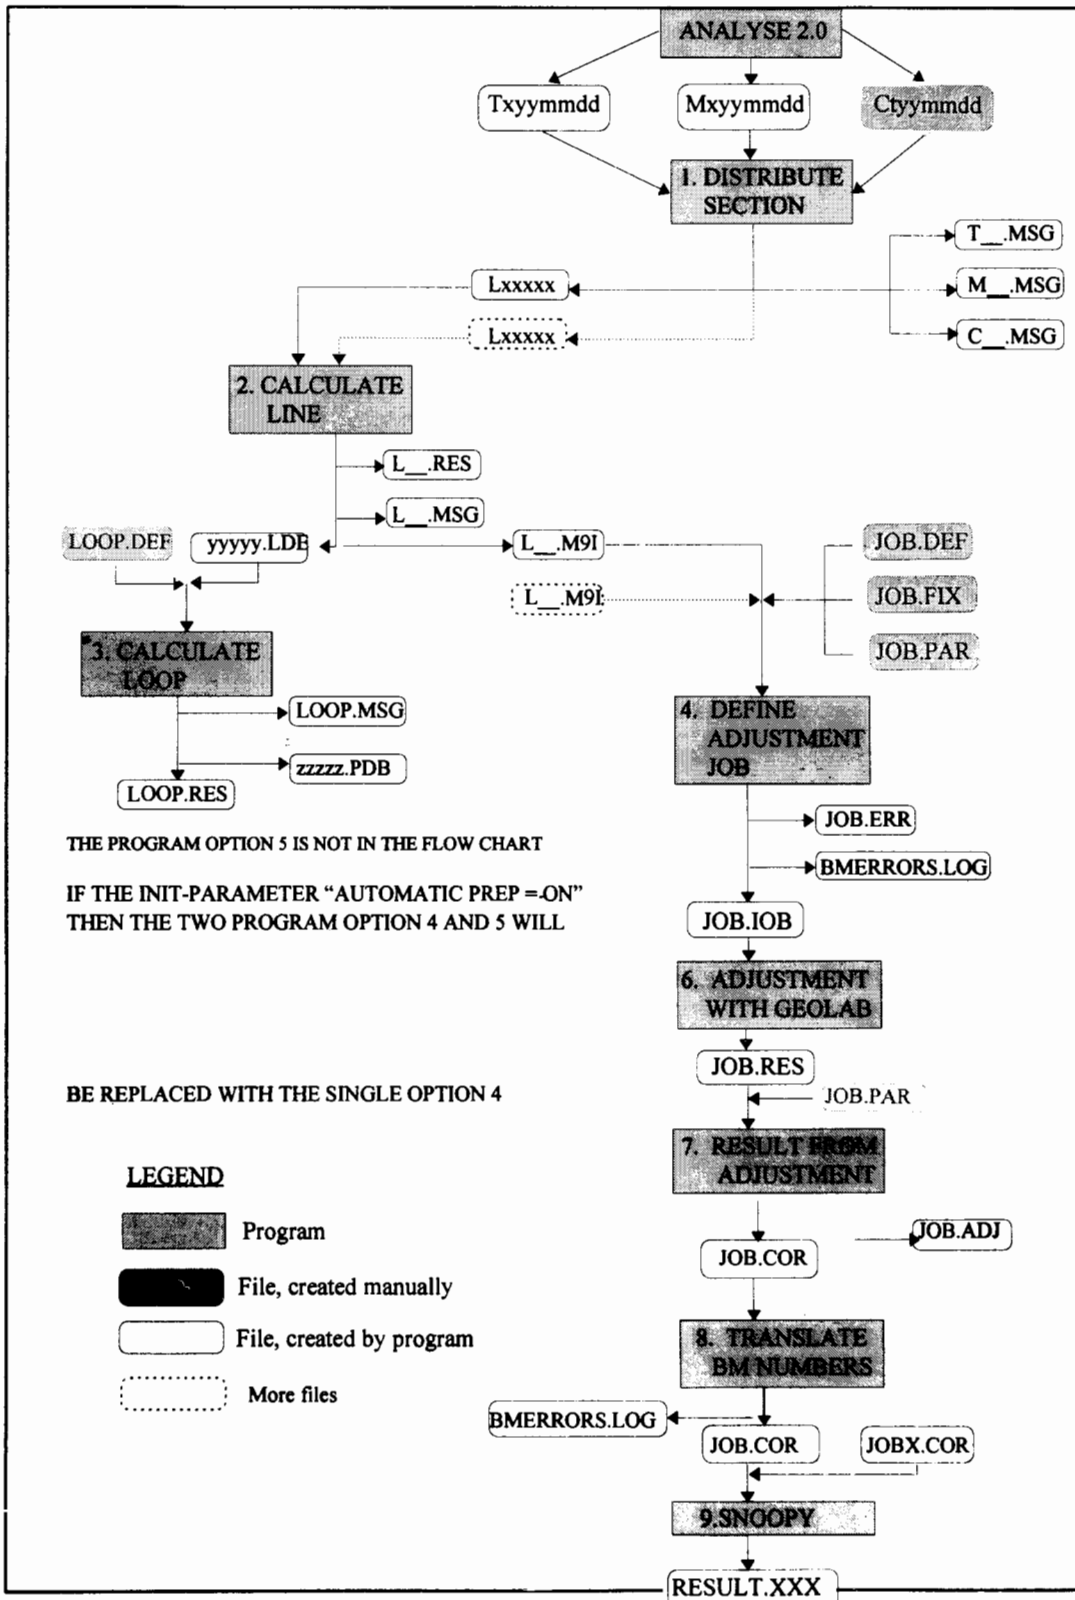 ANALYSE 2.0
Txyymmdd
Mxyymmdd
Ctyymmdd
1. DISTRIBUTE
SECTION
T__.MSG
Lxxxxx
M__.MSG
Lxxxxx
C__.MSG
2. CALCULATE
LINE
L__.RES
L__.MSG
LOOP.DEF
yyyyy.LDB
L__.M9I
JOB.DEF
L__.M9I
JOB.FIX
3. CALCULATE
LOOP
JOB.PAR
LOOP.MSG
4. DEFINE
ADJUSTMENT
JOB
zzzzz.PDB
LOOP.RES
JOB.ERR
THE PROGRAM OPTION 5 IS NOT IN THE FLOW CHART
BMERRORS.LOG
IF THE INIT-PARAMETER “AUTOMATIC PREP =-ON”
THEN THE TWO PROGRAM OPTION 4 AND 5 WILL
JOB.IOB
6. ADJUSTMENT
WITH GEOLAB
JOB.RES
BE REPLACED WITH THE SINGLE OPTION 4
JOB.PAR
7. RESULT FROM
ADJUSTMENT
LEGEND
Program
JOB.ADJ
JOB.COR
File, created manually
File, created by program
8. TRANSLATE
BM NUMBERS
More files
BMERRORS.LOG
JOB.COR
JOBX.COR
9.SNOOPY
RESULT.XXX